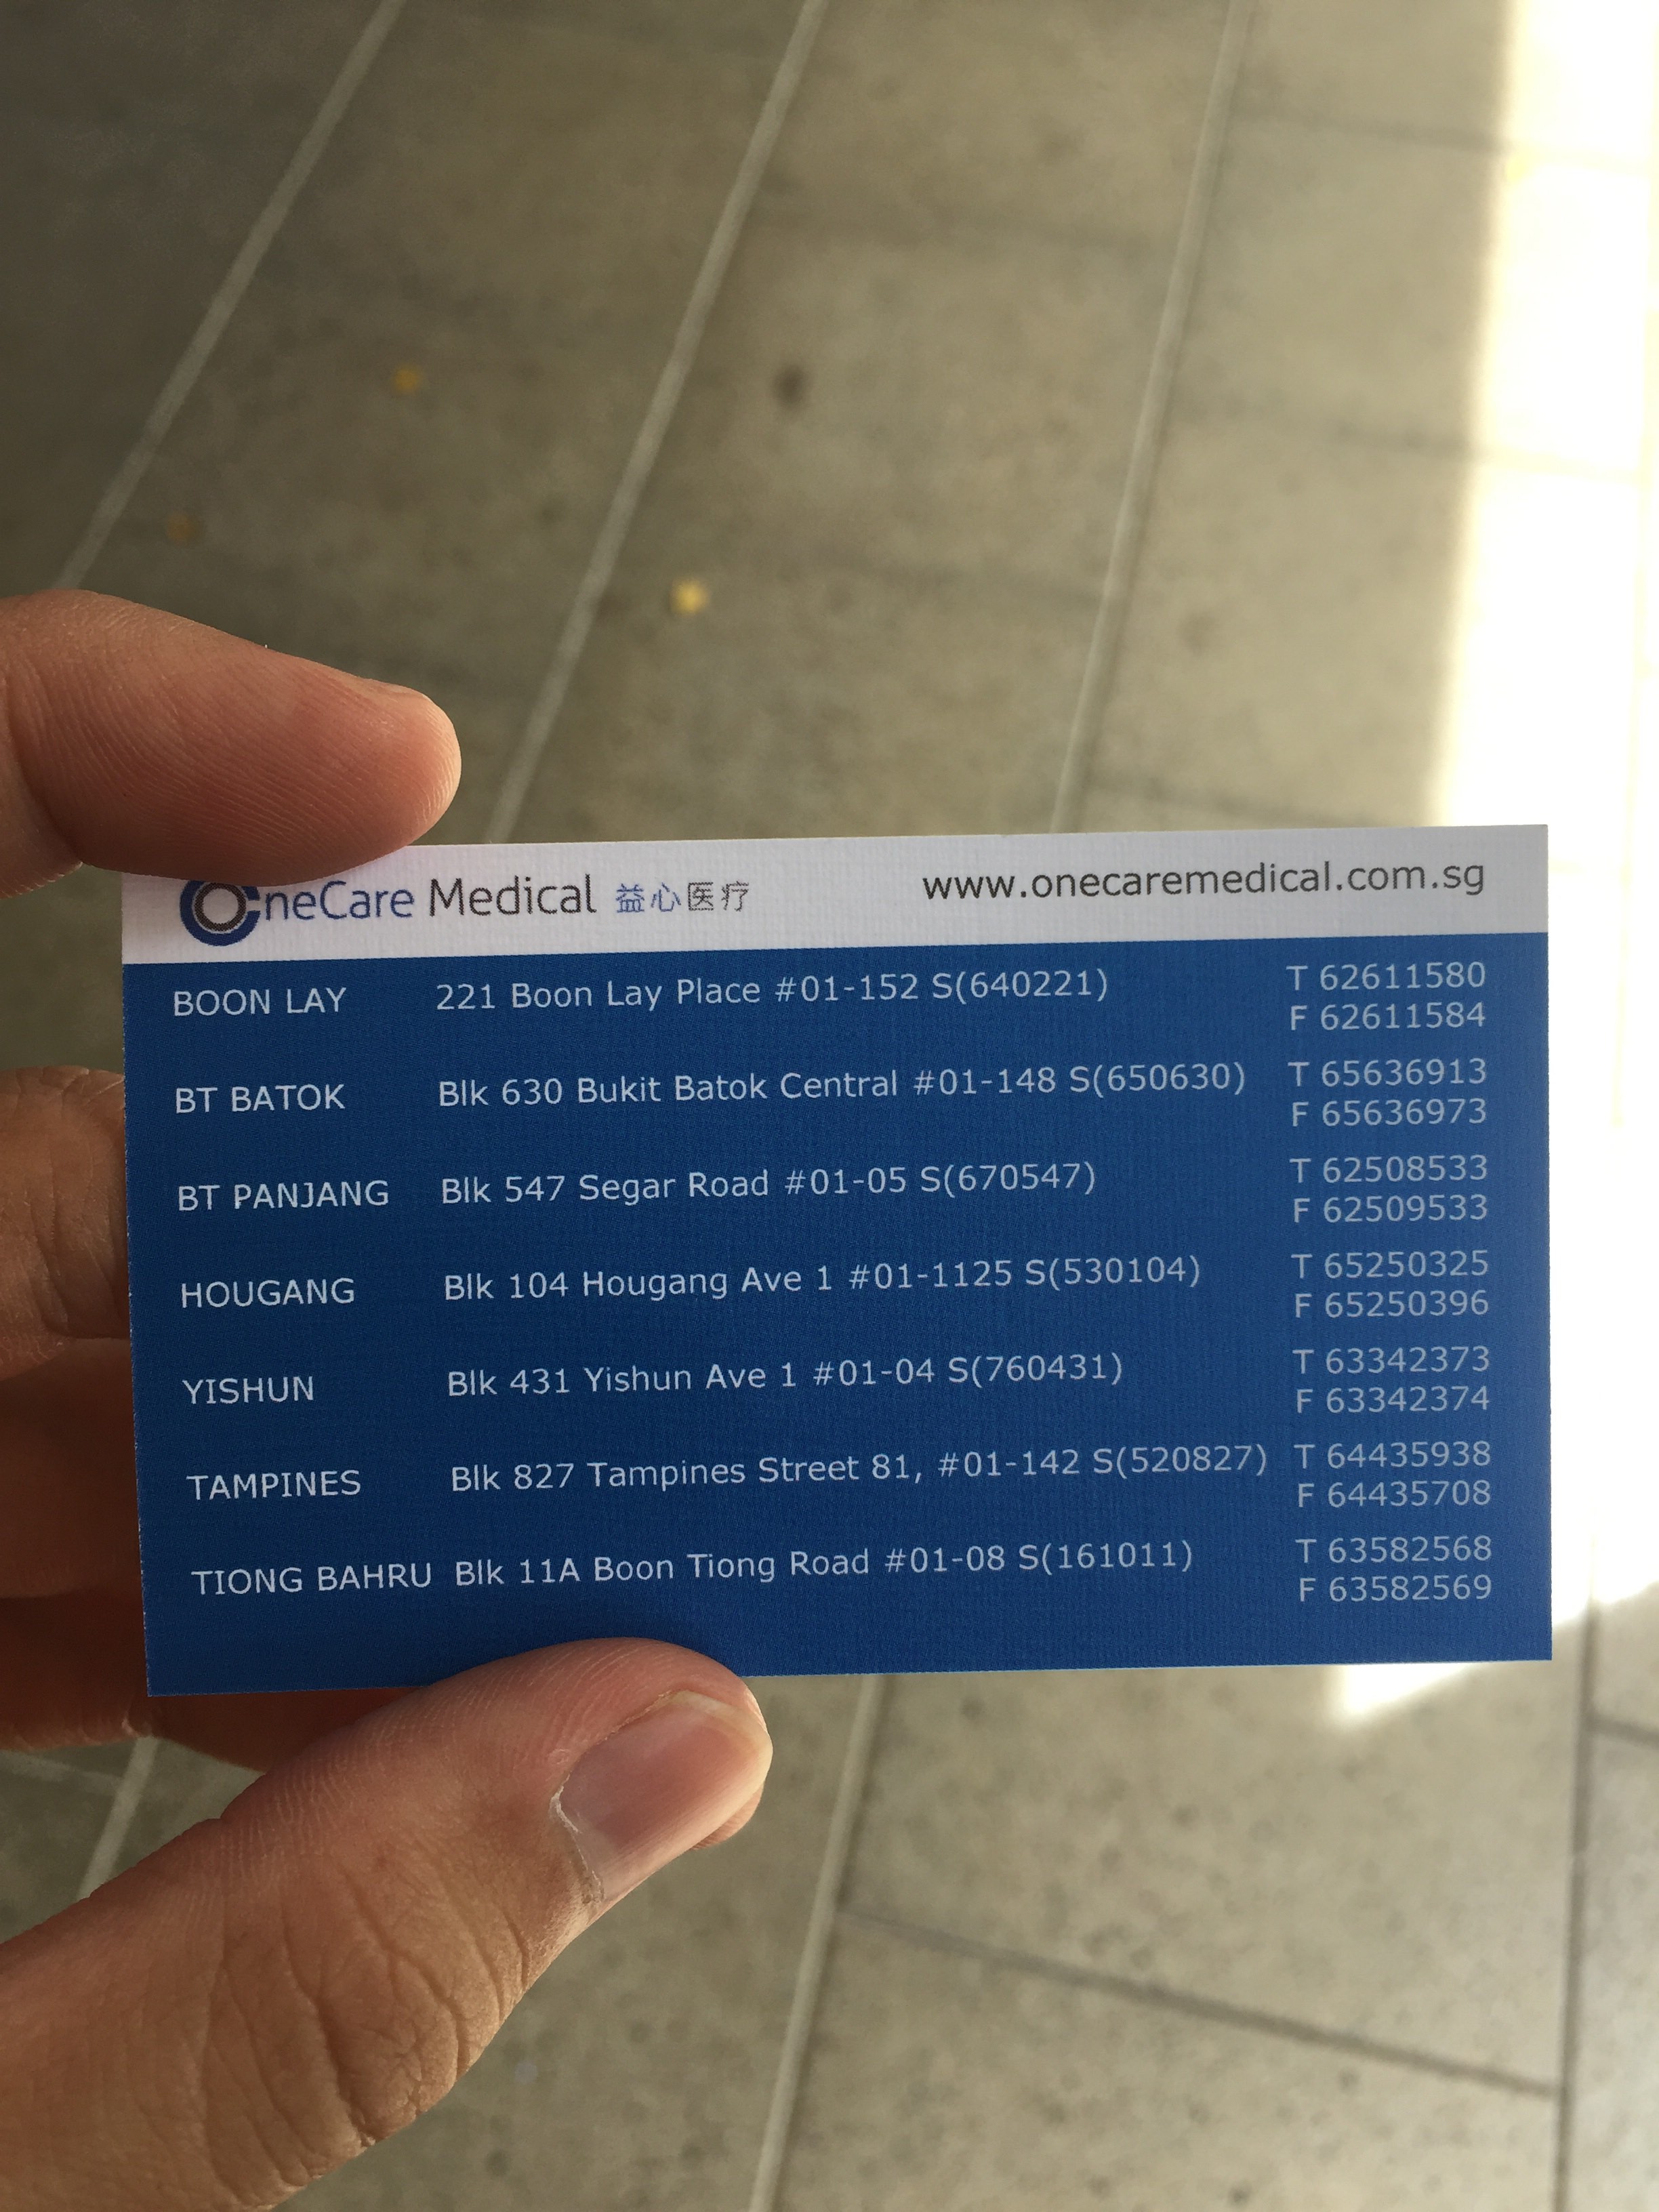 OneCare Medical 益心医疗 www.onecaremedical.com.sg
BOON LAY 221 Boon Lay Place #01-152 S(640221) T 62611580
F 62611584
BT BATOK Blk 630 Bukit Batok Central #01-148 S(650630) T 65636913
F 65636973
BT PANJANG Blk 547 Segar Road #01-05 S(670547) T 62508533
F 62509533
HOUGANG Blk 104 Hougang Ave 1 #01-1125 S(530104) T 65250325
F 65250396
YISHUN Blk 431 Yishun Ave 1 #01-04 S(760431) T 63342373
F 63342374
TAMPINES Blk 827 Tampines Street 81, #01-142 S(520827) T 64435938
F 64435708
TIONG BAHRU Blk 11A Boon Tiong Road #01-08 S(161011) T 63582568
F 63582569